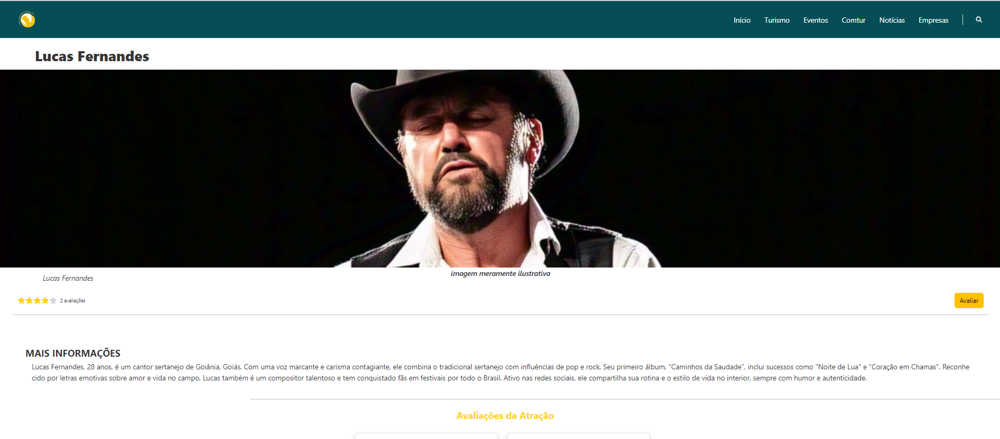 Início Turismo Eventos Comtur Notícias Empresas
Lucas Fernandes
imagem meramente ilustrativa
Lucas Fernandes
2 avaliações
Avaliar
MAIS INFORMAÇÕES
Lucas Fernandes, 28 anos, é um cantor sertanejo de Goiânia, Goiás. Com uma voz marcante e carisma contagiante, ele combina o tradicional sertanejo com influências de pop e rock. Seu primeiro álbum, "Caminhos da Saudade", inclui sucessos como "Noite de Lua" e "Coração em Chamas". Reconhe
cido por letras emotivas sobre amor e vida no campo, Lucas também é um compositor talentoso e tem conquistado fãs em festivais por todo o Brasil. Ativo nas redes sociais, ele compartilha sua rotina e o estilo de vida no interior, sempre com humor e autenticidade.
Avaliações da Atração